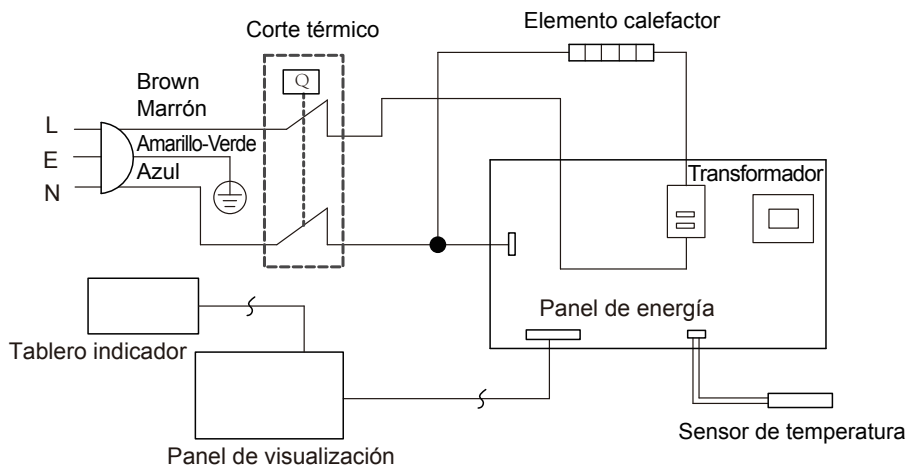 Elemento calefactor
Corte térmico
Q
Brown
Marrón
L
Amarillo-Verde
E
Azul
N
Transformador
Panel de energía
Tablero indicador
Sensor de temperatura
Panel de visualización